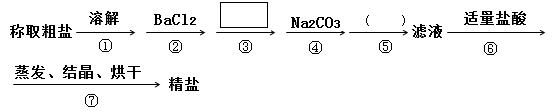 称取粗盐 溶解 ① BaCl2 ② ③ Na2CO3 ④ （ ） ⑤ 滤液 适量盐酸 ⑥
蒸发、结晶、烘干 ⑦ 精盐